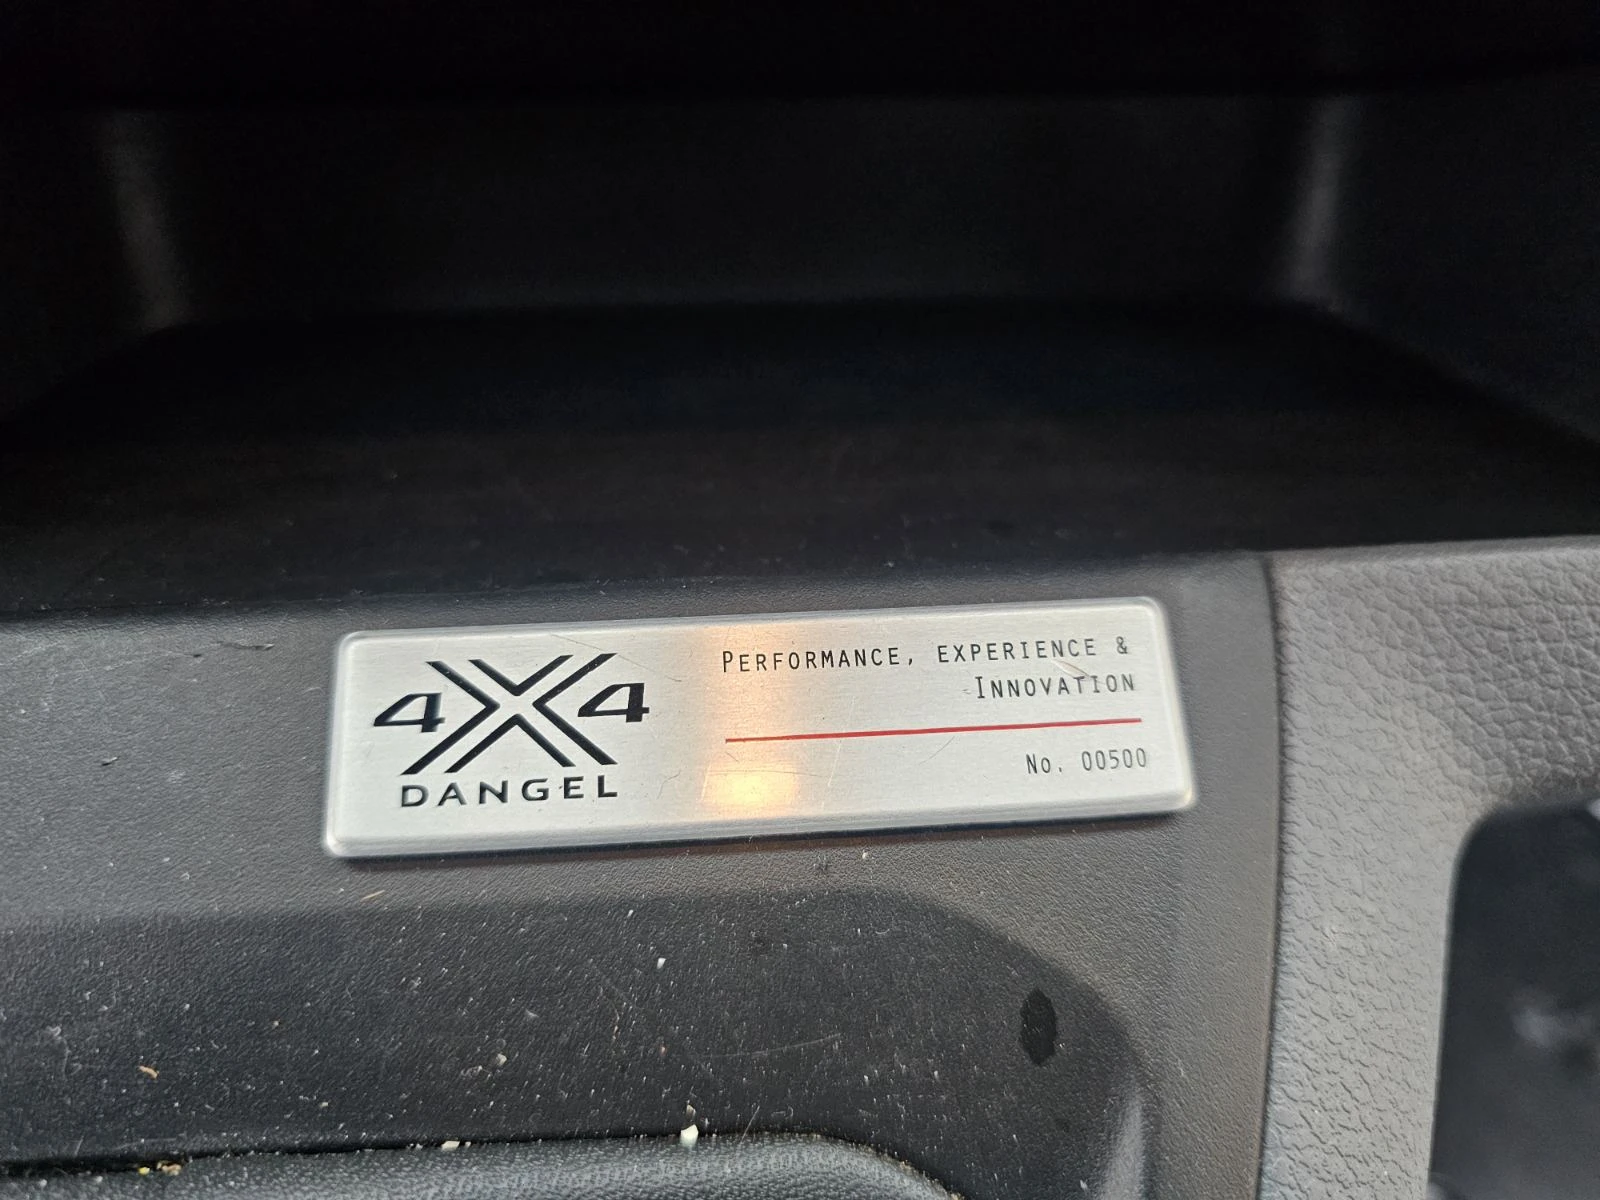 4X4
DANGEL
PERFORMANCE, EXPERIENCE &
INNOVATION
No. 00500